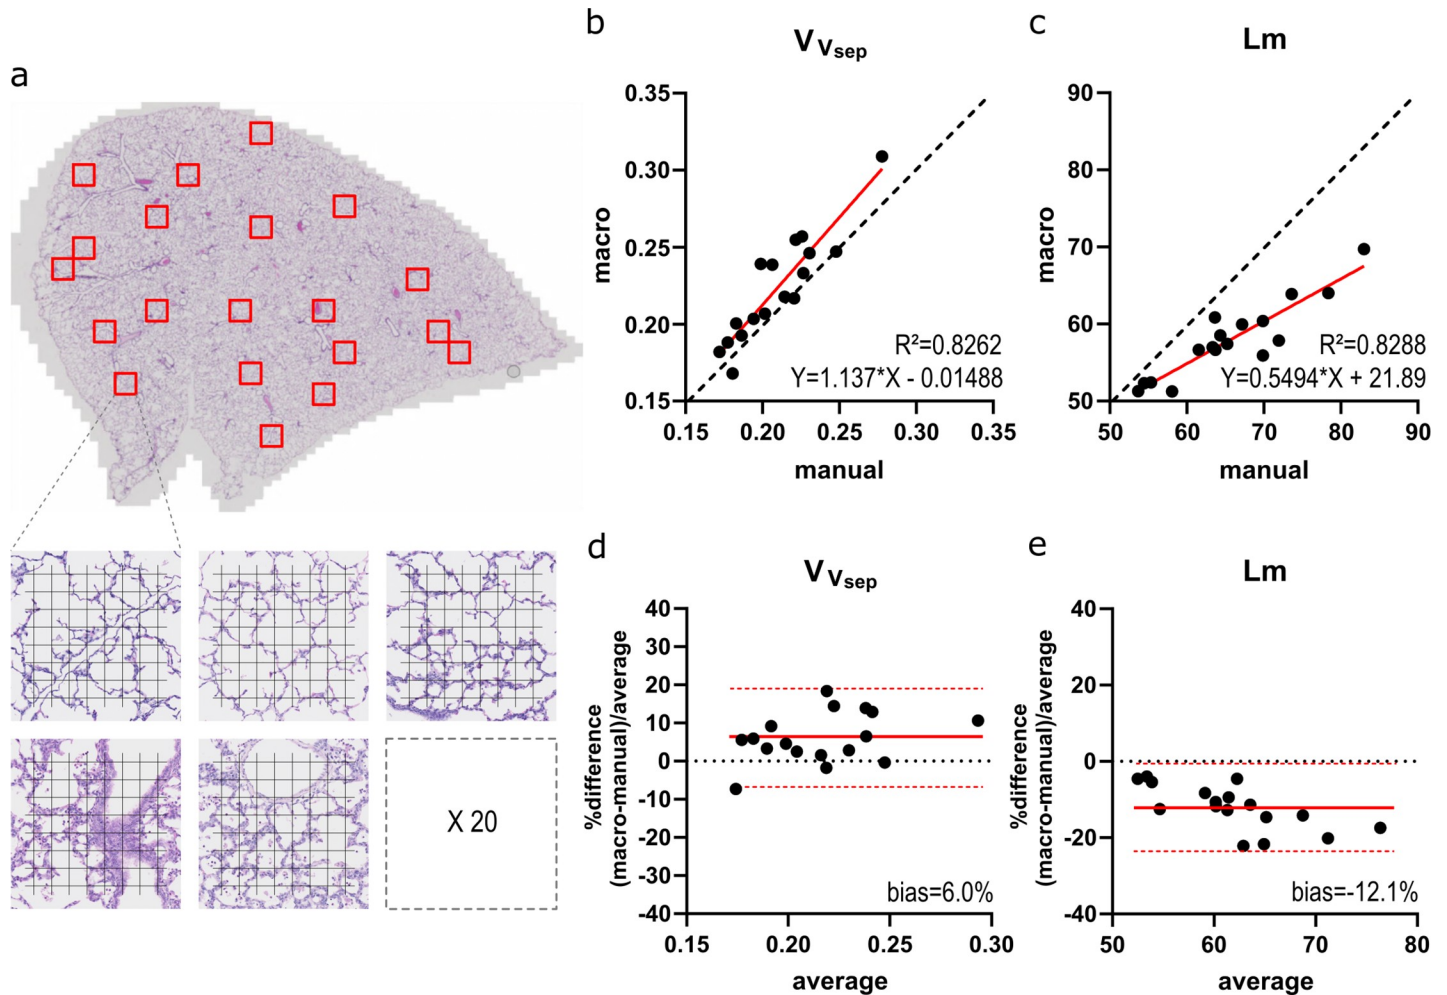 a
X 20
b
V Vsep
macro
0.35
0.30
0.25
0.20
0.15
R²=0.8262
Y=1.137*X - 0.01488
0.15 0.20 0.25 0.30 0.35
manual
c
Lm
macro
90
80
70
60
50
R²=0.8288
Y=0.5494*X + 21.89
50 60 70 80 90
manual
d
V Vsep
%difference
(macro-manual)/average
40
30
20
10
0
-10
-20
-30
-40
bias=6.0%
0.15 0.20 0.25 0.30
average
e
Lm
%difference
(macro-manual)/average
40
20
0
-20
-40
bias=-12.1%
50 60 70 80
average